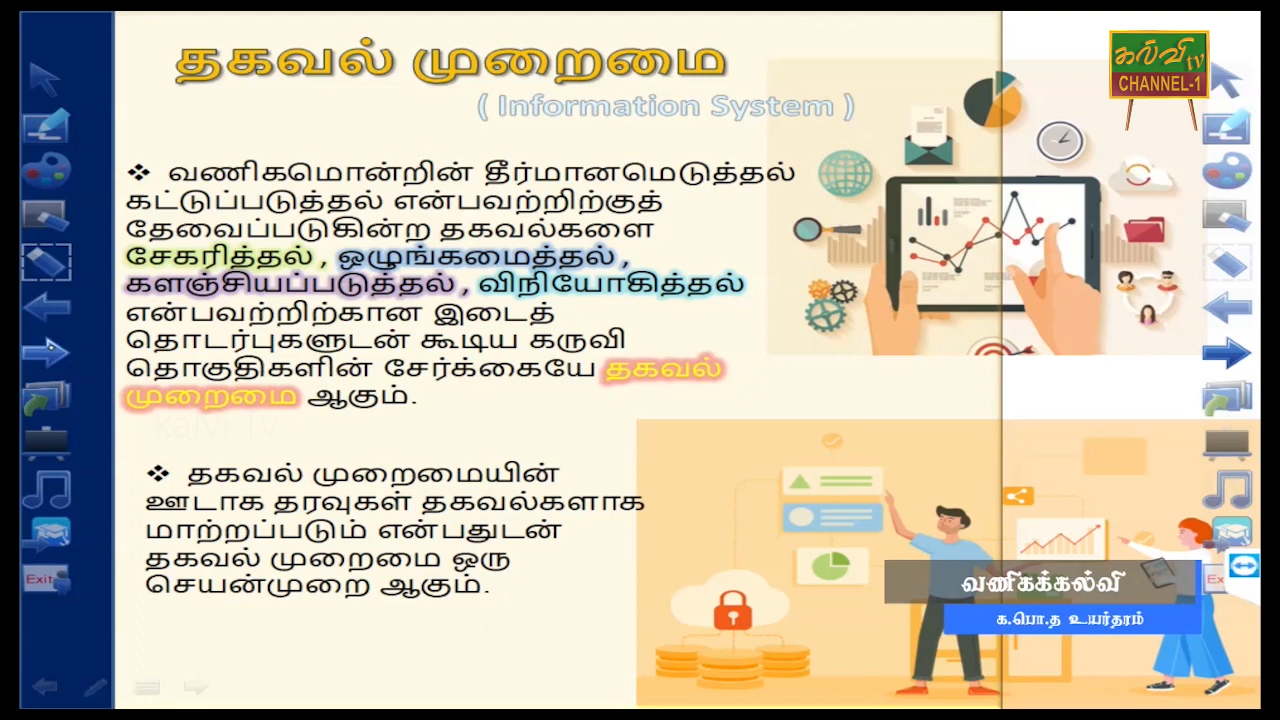 தகவல் முறைமை
( Information System )
கல்வி tv
CHANNEL-1
❖ வணிகமொன்றின் தீர்மானமெடுத்தல்
கட்டுப்படுத்தல் என்பவற்றிற்குத்
தேவைப்படுகின்ற தகவல்களை
சேகரித்தல் , ஒழுங்கமைத்தல் ,
களஞ்சியப்படுத்தல் , விநியோகித்தல்
என்பவற்றிற்கான இடைத்
தொடர்புகளுடன் கூடிய கருவி
தொகுதிகளின் சேர்க்கையே தகவல்
முறைமை ஆகும்.
kalvi Tv
❖ தகவல் முறைமையின்
ஊடாக தரவுகள் தகவல்களாக
மாற்றப்படும் என்பதுடன்
தகவல் முறைமை ஒரு
செயன்முறை ஆகும்.
வணிகக்கல்வி
க.பொ.த உயர்தரம்
Exit
Ex